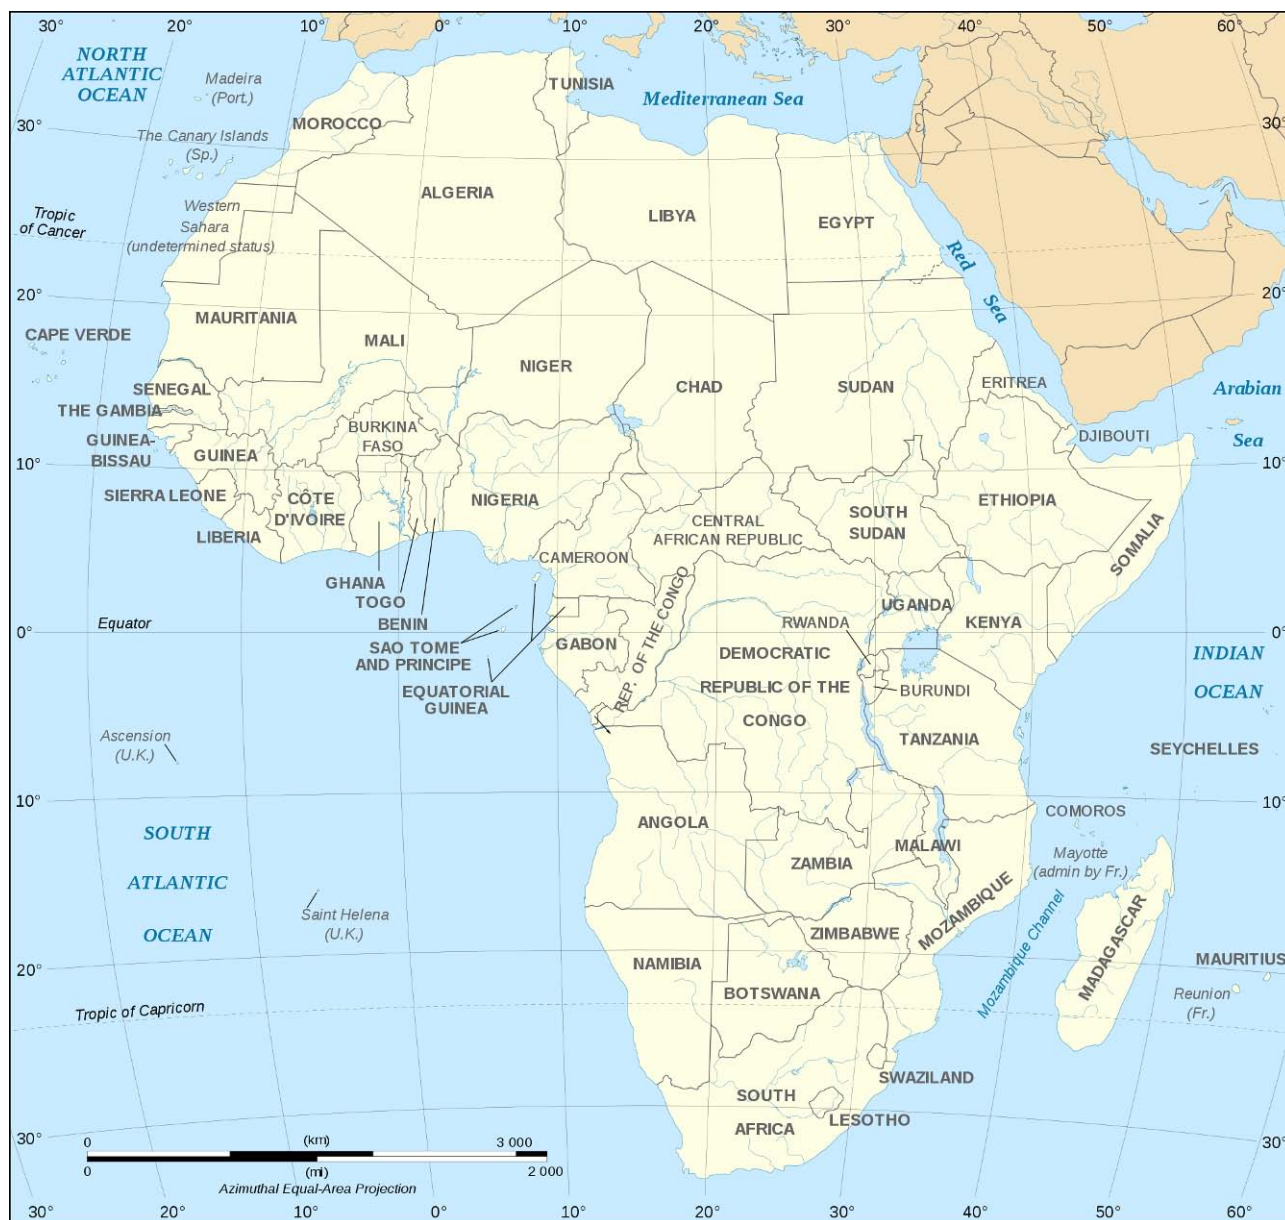 30° 20° 10° 0° 10° 20° 30° 40° 50° 60°
NORTH
ATLANTIC
OCEAN
Madeira
(Port.)
TUNISIA
Mediterranean Sea
30°
30°
MOROCCO
The Canary Islands
(Sp.)
ALGERIA
LIBYA
EGYPT
Western
Sahara
(undetermined status)
Tropic
of Cancer
Red
Sea
20°
20°
CAPE VERDE
MAURITANIA
MALI
NIGER
CHAD
SUDAN
ERITREA
Arabian
Sea
SENEGAL
THE GAMBIA
GUINEA-
BISSAU
BURKINA
FASO
DJIBOUTI
10°
10°
GUINEA
SIERRA LEONE
CÔTE
D'IVOIRE
NIGERIA
ETHIOPIA
SOUTH
SUDAN
CENTRAL
AFRICAN REPUBLIC
SOMALIA
LIBERIA
CAMEROON
GHANA
TOGO
BENIN
UGANDA
KENYA
RWANDA
Equator
0°
0°
SAO TOME
AND PRINCIPE
GABON
REP. OF THE CONGO
DEMOCRATIC
REPUBLIC OF THE
CONGO
INDIAN
OCEAN
EQUATORIAL
GUINEA
BURUNDI
TANZANIA
SEYCHELLES
Ascension
(U.K.)
10°
10°
COMOROS
SOUTH
ATLANTIC
OCEAN
ANGOLA
ZAMBIA
MALAWI
Mayotte
(admin by Fr.)
MOZAMBIQUE
Mozambique Channel
MADAGASCAR
Saint Helena
(U.K.)
ZIMBABWE
NAMIBIA
BOTSWANA
MAURITIUS
20°
20°
Reunion
(Fr.)
Tropic of Capricorn
SWAZILAND
SOUTH
AFRICA
LESOTHO
30°
30°
0 (km) 3 000
0 (mi) 2 000
Azimuthal Equal-Area Projection
30° 20° 10° 0° 10° 20° 30° 40° 50° 60°